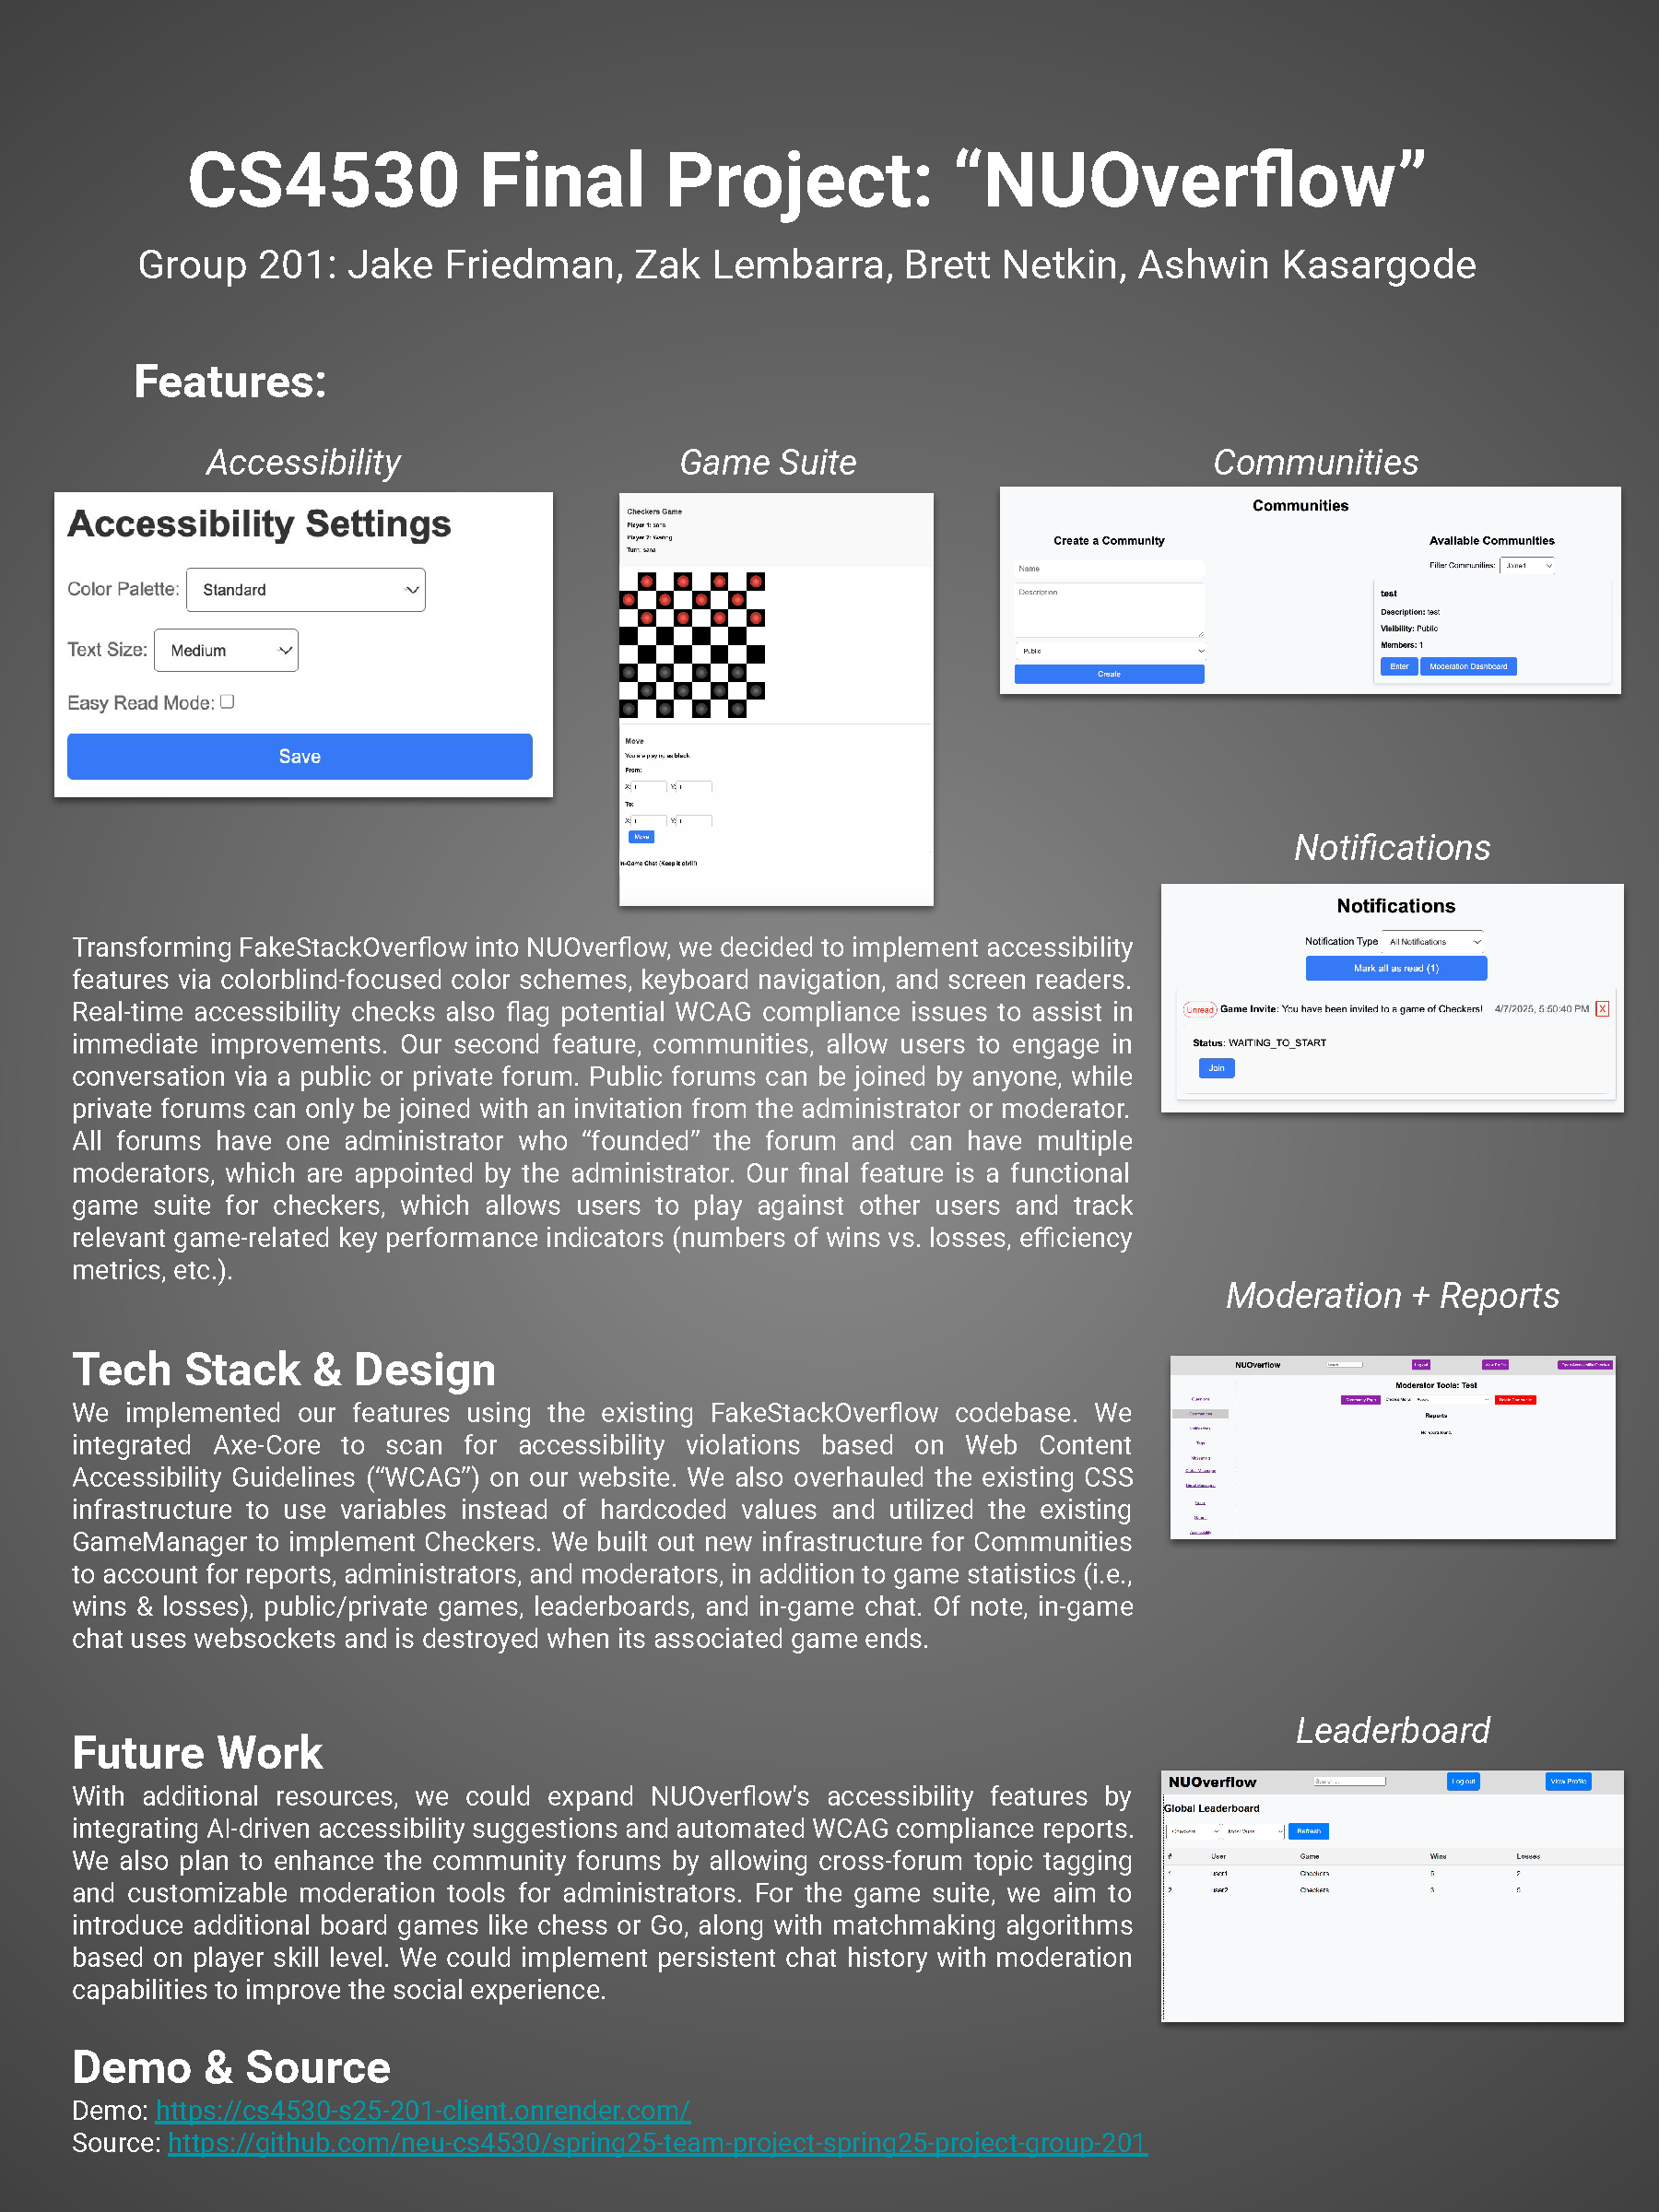 CS4530 Final Project: “NUOverflow”
Group 201: Jake Friedman, Zak Lembarra, Brett Netkin, Ashwin Kasargode
Features:
Accessibility
Accessibility Settings
Color Palette: Standard
Text Size: Medium
Easy Read Mode:
Save
Game Suite
Checkers Game
Player 1: sana
Player 2: Waiting
Turn: sana
Move
You are playing as black.
From:
X: Y:
To:
X: Y:
Move
In-Game Chat (Keep it civil!)
Communities
Communities
Create a Community
Name
Description
Public
Create
Available Communities
Filter Communities: Joined
test
Description: test
Visibility: Public
Members: 1
Enter Moderation Dashboard
Notifications
Notifications
Notification Type All Notifications
Mark all as read (1)
Unread Game Invite: You have been invited to a game of Checkers! 4/7/2025, 5:50:40 PM X
Status: WAITING_TO_START
Join
Transforming FakeStackOverflow into NUOverflow, we decided to implement accessibility
features via colorblind-focused color schemes, keyboard navigation, and screen readers.
Real-time accessibility checks also flag potential WCAG compliance issues to assist in
immediate improvements. Our second feature, communities, allow users to engage in
conversation via a public or private forum. Public forums can be joined by anyone, while
private forums can only be joined with an invitation from the administrator or moderator.
All forums have one administrator who “founded” the forum and can have multiple
moderators, which are appointed by the administrator. Our final feature is a functional
game suite for checkers, which allows users to play against other users and track
relevant game-related key performance indicators (numbers of wins vs. losses, efficiency
metrics, etc.).
Moderation + Reports
NUOverflow
Log out
View Profile
Moderator Tools: Test
Reports
No reports found.
Tech Stack & Design
We implemented our features using the existing FakeStackOverflow codebase. We
integrated Axe-Core to scan for accessibility violations based on Web Content
Accessibility Guidelines (“WCAG”) on our website. We also overhauled the existing CSS
infrastructure to use variables instead of hardcoded values and utilized the existing
GameManager to implement Checkers. We built out new infrastructure for Communities
to account for reports, administrators, and moderators, in addition to game statistics (i.e.,
wins & losses), public/private games, leaderboards, and in-game chat. Of note, in-game
chat uses websockets and is destroyed when its associated game ends.
Leaderboard
NUOverflow Search ... Log out View Profile
Global Leaderboard
Checkers Refresh
# User Game Wins Losses
1 user1 Checkers 5 2
2 user2 Checkers 3 5
Future Work
With additional resources, we could expand NUOverflow's accessibility features by
integrating AI-driven accessibility suggestions and automated WCAG compliance reports.
We also plan to enhance the community forums by allowing cross-forum topic tagging
and customizable moderation tools for administrators. For the game suite, we aim to
introduce additional board games like chess or Go, along with matchmaking algorithms
based on player skill level. We could implement persistent chat history with moderation
capabilities to improve the social experience.
Demo & Source
Demo: https://cs4530-s25-201-client.onrender.com/
Source: https://github.com/neu-cs4530/spring25-team-project-spring25-project-group-201